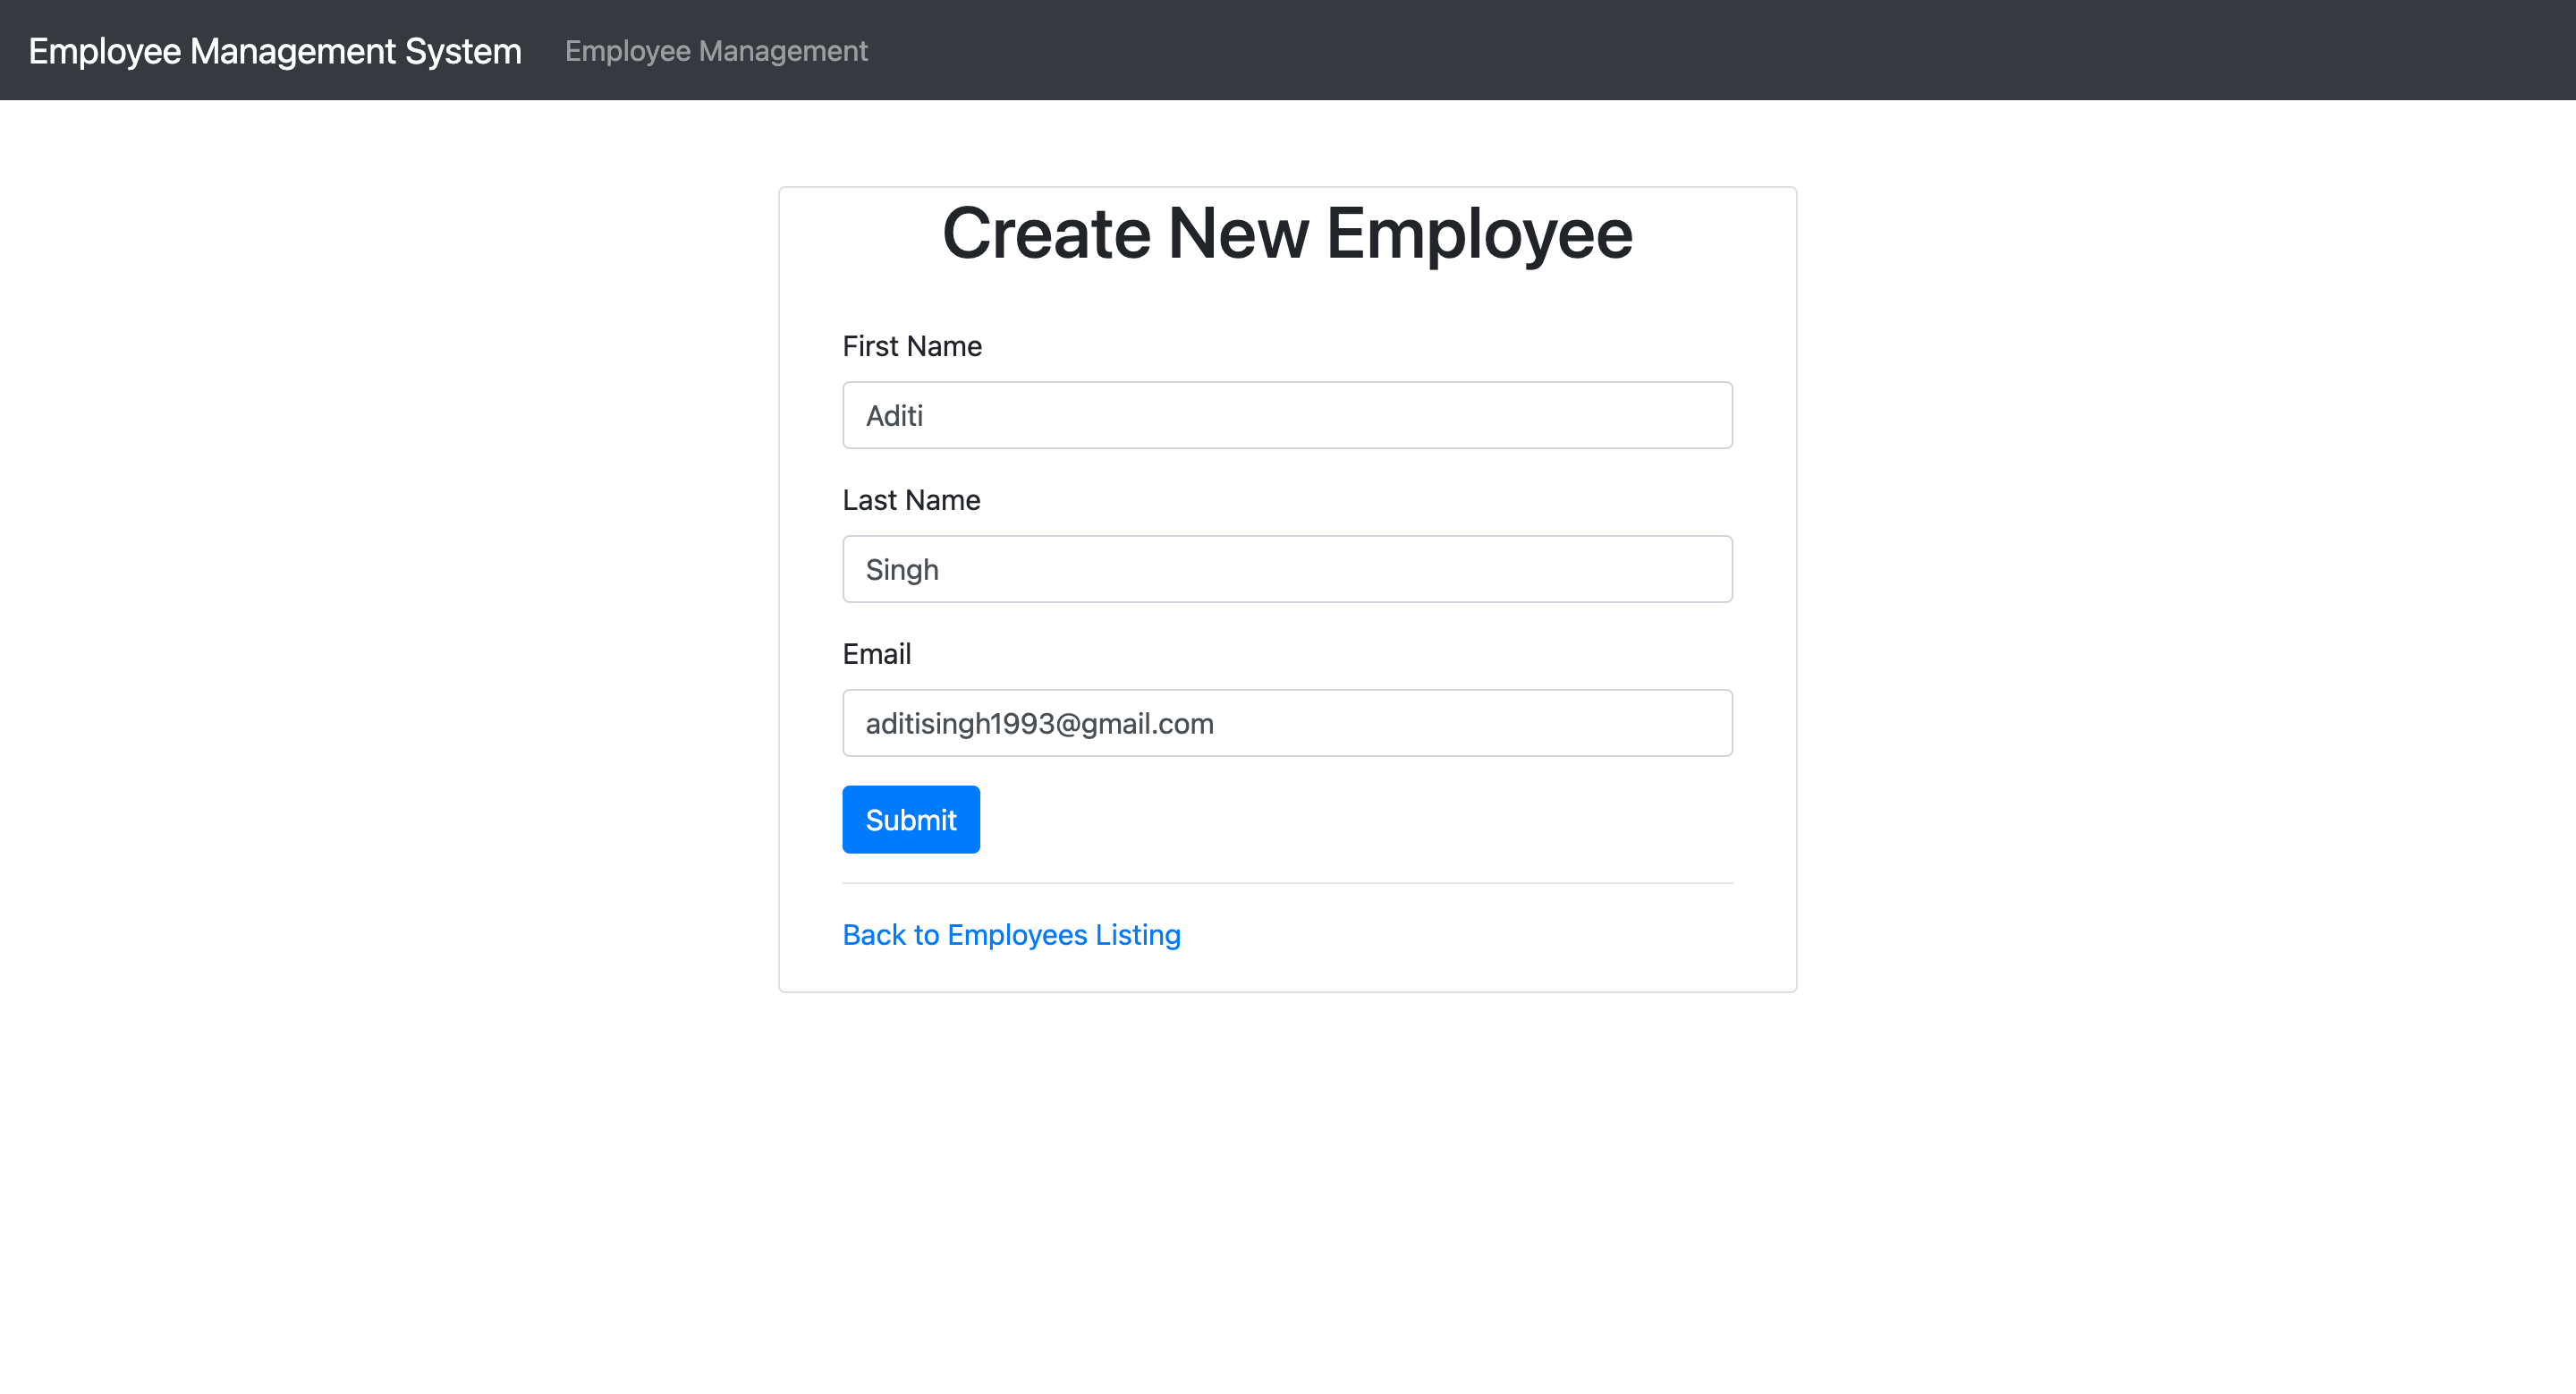 Employee Management System Employee Management
Create New Employee
First Name
Aditi
Last Name
Singh
Email
aditisingh1993@gmail.com
Submit
Back to Employees Listing